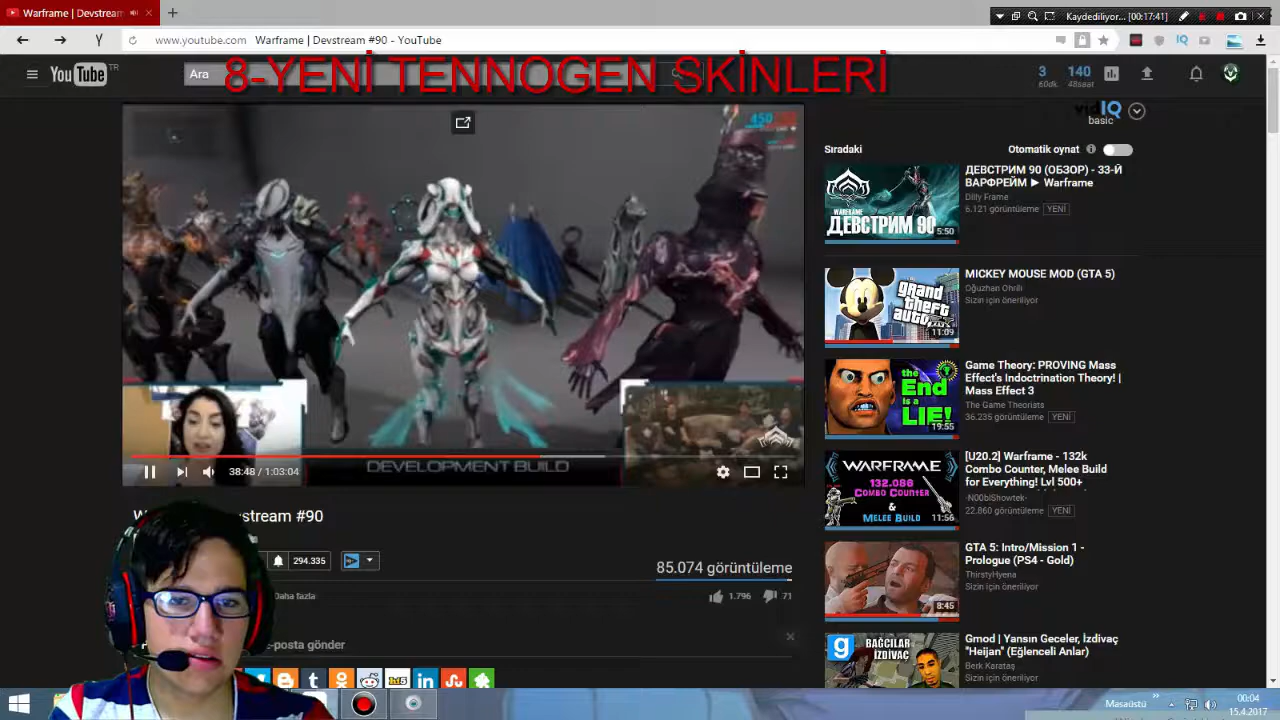 Warframe | Devstream
Kaydediliyor... [00:17:41]
www.youtube.com Warframe | Devstream #90 - YouTube
8-YENİ TENNOGEN SKİNLERİ
YouTube TR
Ara
3 140
60dk. 48saat
vidIQ
basic
450
Sıradaki
Otomatik oynat
ДЕВСТРИМ 90 (ОБЗОР) - 33-Й
ВАРФРЕЙМ ► Warframe
Dilly Frame
6.121 görüntüleme YENİ
WARFRAME
ДЕВСТРИМ 90
5:50
MICKEY MOUSE MOD (GTA 5)
Oğuzhan Ohrili
Sizin için öneriliyor
grand
theft
auto
11:09
Game Theory: PROVING Mass
Effect's Indoctrination Theory! |
Mass Effect 3
The Game Theorists
36.235 görüntüleme YENİ
the
End
is a
LIE!
19:55
[U20.2] Warframe - 132k
Combo Counter, Melee Build
for Everything! Lvl 500+
-N00blShowtek-
22.860 görüntüleme YENİ
WARFRAME
132.086
COMBO COUNTER
&
MELEE BUILD
11:56
GTA 5: Intro/Mission 1 -
Prologue (PS4 - Gold)
ThirstyHyena
Sizin için öneriliyor
8:45
Gmod | Yansın Geceler, İzdivaç
"Heijan" (Eğlenceli Anlar)
Berk Karataş
Sizin için öneriliyor
BAĞCILAR
İZDİVAÇ
38:48 / 1:03:04
DEVELOPMENT BUILD
Devstream #90
294.335
85.074 görüntüleme
Daha fazla
1.796 71
e-posta gönder
Masaüstü
00:04
15.4.2017